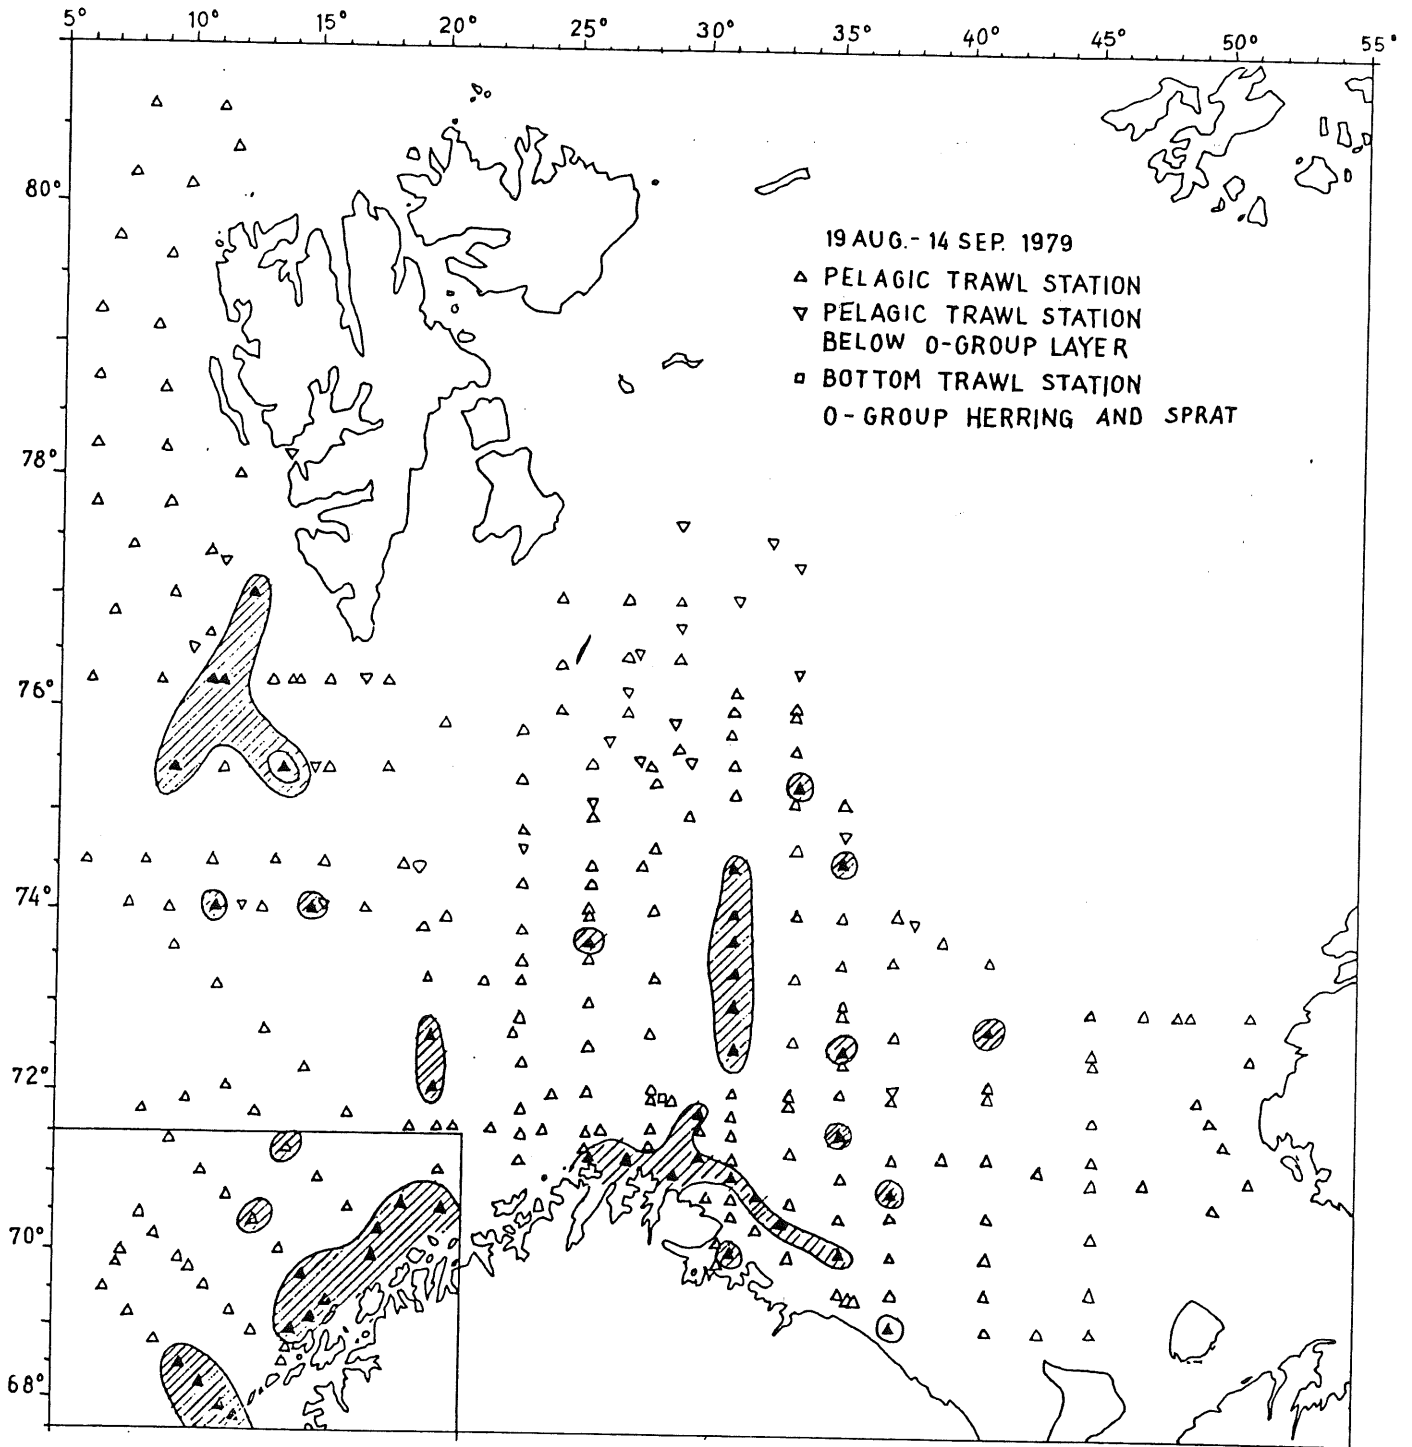 5° 10° 15° 20° 25° 30° 35° 40° 45° 50° 55°
80°
19 AUG.- 14 SEP. 1979
PELAGIC TRAWL STATION
PELAGIC TRAWL STATION
BELOW 0-GROUP LAYER
BOTTOM TRAWL STATION
0-GROUP HERRING AND SPRAT
78°
76°
74°
72°
70°
68°